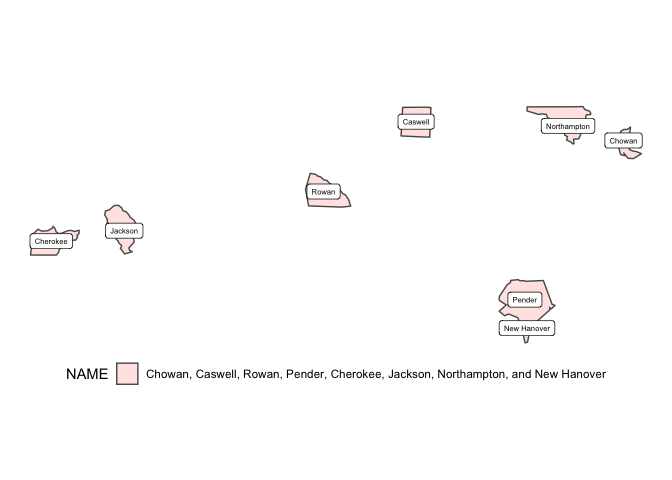 Caswell
Northampton
Chowan
Rowan
Jackson
Cherokee
Pender
New Hanover
NAME Chowan, Caswell, Rowan, Pender, Cherokee, Jackson, Northampton, and New Hanover